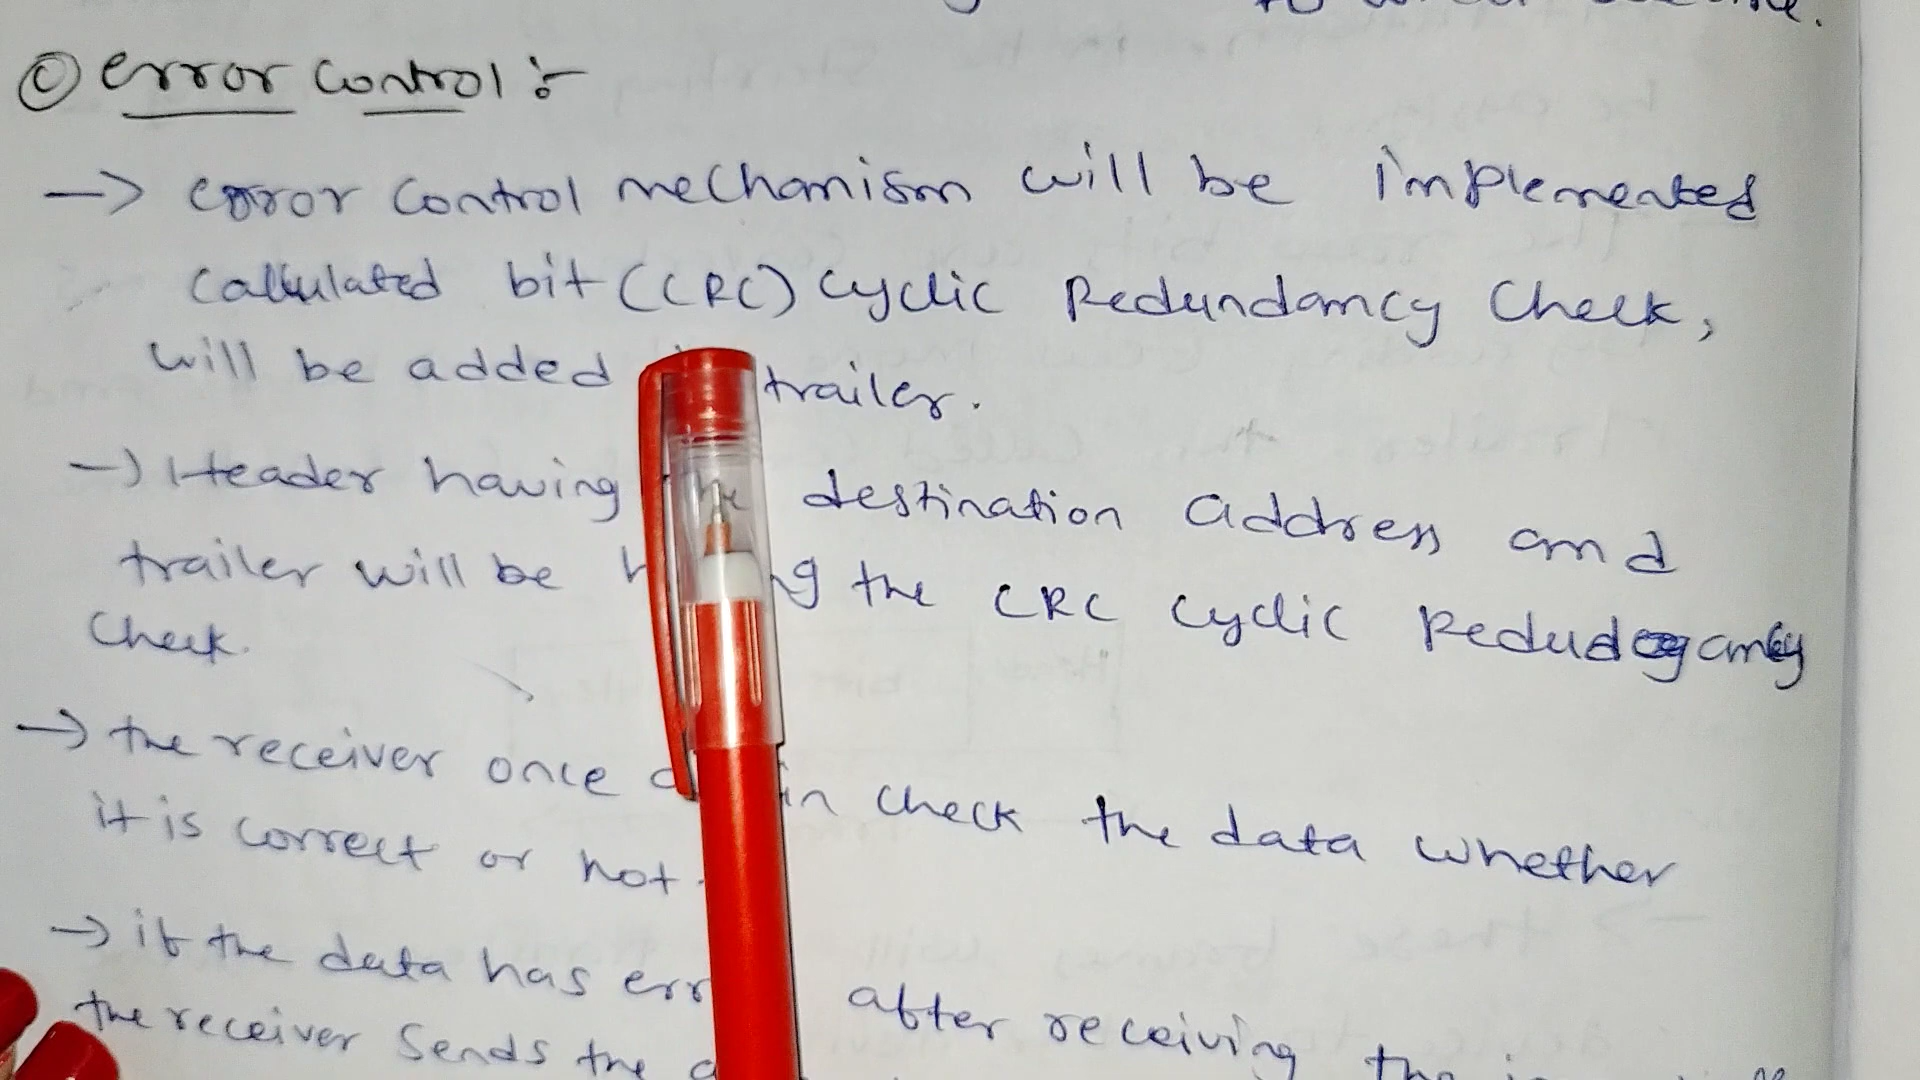 © error control :-
-> error control mechanism will be implemented
calculated bit (CRC) cyclic Redundancy check,
will be added trailer.
-> Header having the destination address and
trailer will be the CRC cyclic Redudancy
check.
-> the receiver once check the data whether
it is correct or not.
-> if the data has after receiving the
the receiver sends the